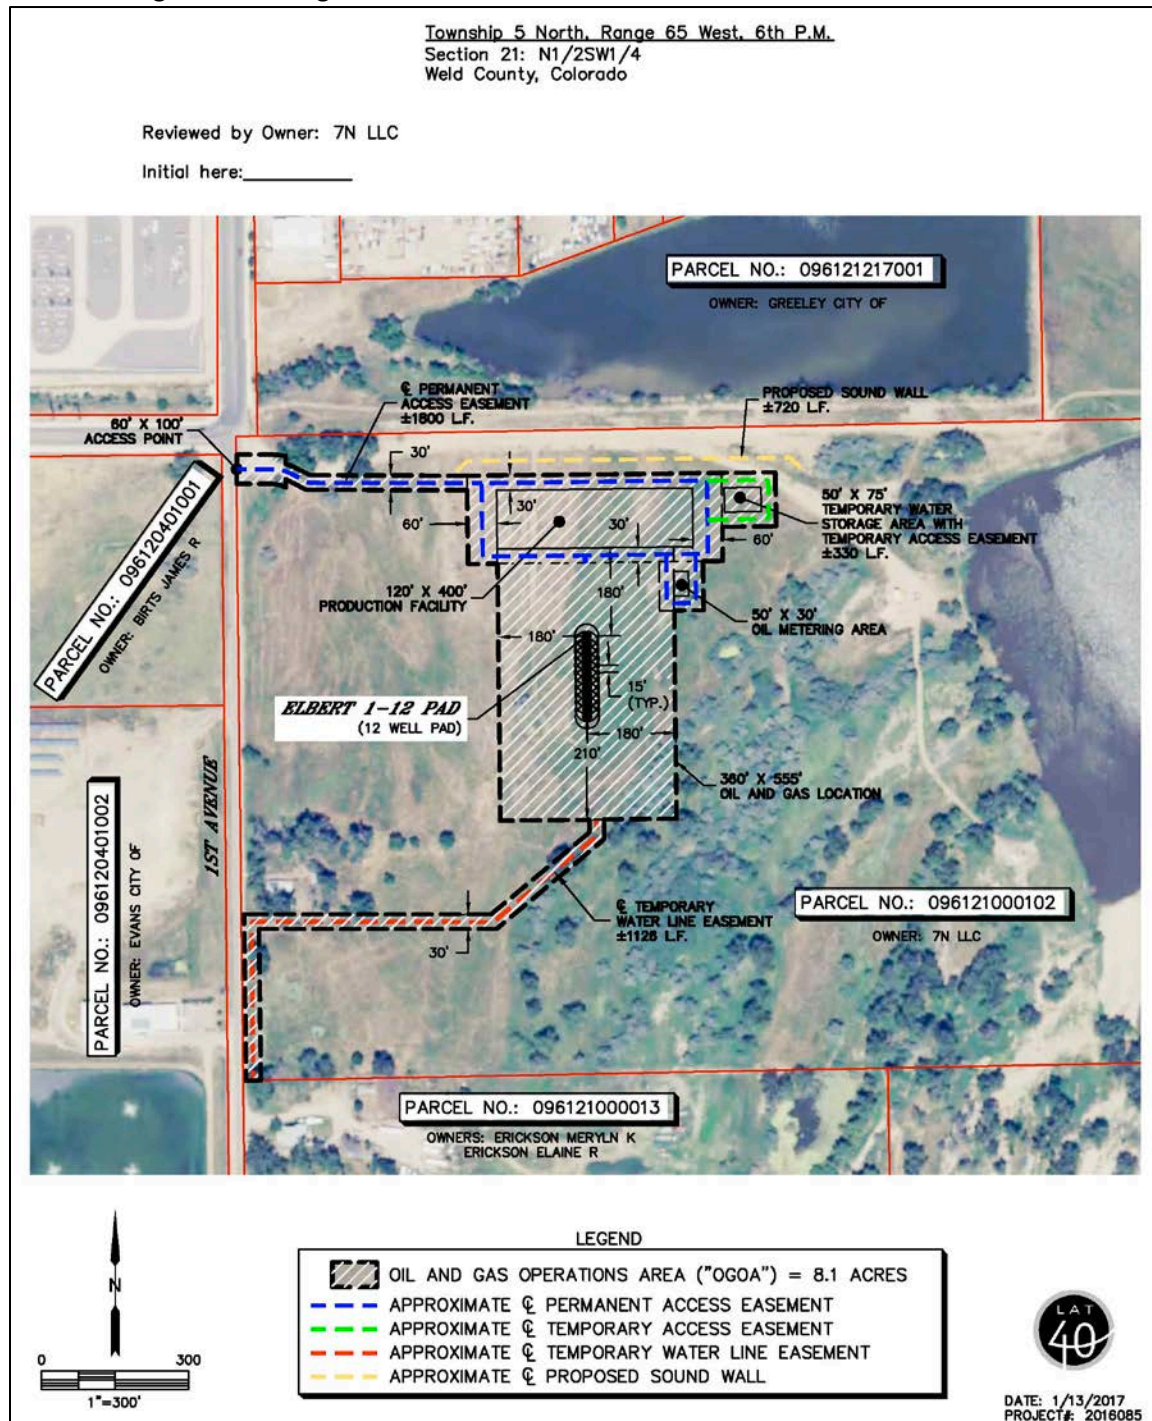 Township 5 North, Range 65 West, 6th P.M.
Section 21: N1/2SW1/4
Weld County, Colorado
Reviewed by Owner: 7N LLC
Initial here:
PARCEL NO.: 096121217001
OWNER: GREELEY CITY OF
℄ PERMANENT
ACCESS EASEMENT
±1800 L.F.
PROPOSED SOUND WALL
±720 L.F.
60' X 100'
ACCESS POINT
30'
PARCEL NO.: 096120401001
OWNER: BIRTS JAMES R
60'
30'
30'
60'
50' X 75'
TEMPORARY WATER
STORAGE AREA WITH
TEMPORARY ACCESS EASEMENT
±330 L.F.
120' X 400'
PRODUCTION FACILITY
180'
50' X 30'
OIL METERING AREA
180'
15'
(TYP.)
ELBERT 1-12 PAD
(12 WELL PAD)
180'
210'
360' X 555'
OIL AND GAS LOCATION
1ST AVENUE
PARCEL NO.: 096120401002
OWNER: EVANS CITY OF
℄ TEMPORARY
WATER LINE EASEMENT
±1126 L.F.
30'
PARCEL NO.: 096121000102
OWNER: 7N LLC
PARCEL NO.: 096121000013
OWNERS: ERICKSON MERYLN K
ERICKSON ELAINE R
N
0 300
1"=300'
LEGEND
OIL AND GAS OPERATIONS AREA ("OGOA") = 8.1 ACRES
APPROXIMATE ℄ PERMANENT ACCESS EASEMENT
APPROXIMATE ℄ TEMPORARY ACCESS EASEMENT
APPROXIMATE ℄ TEMPORARY WATER LINE EASEMENT
APPROXIMATE ℄ PROPOSED SOUND WALL
LAT
40
DATE: 1/13/2017
PROJECT#: 2016085